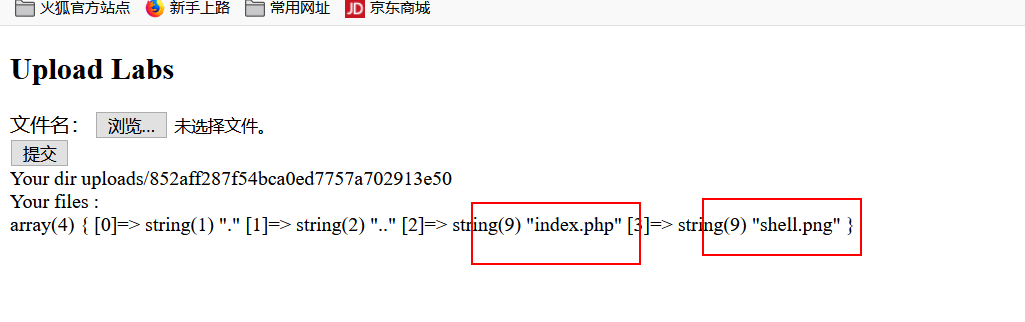 火狐官方站点 新手上路 常用网址 JD 京东商城
Upload Labs
文件名： 浏览... 未选择文件。
提交
Your dir uploads/852aff287f54bca0ed7757a702913e50
Your files :
array(4) { [0]=> string(1) "." [1]=> string(2) ".." [2]=> string(9) "index.php" [3]=> string(9) "shell.png" }